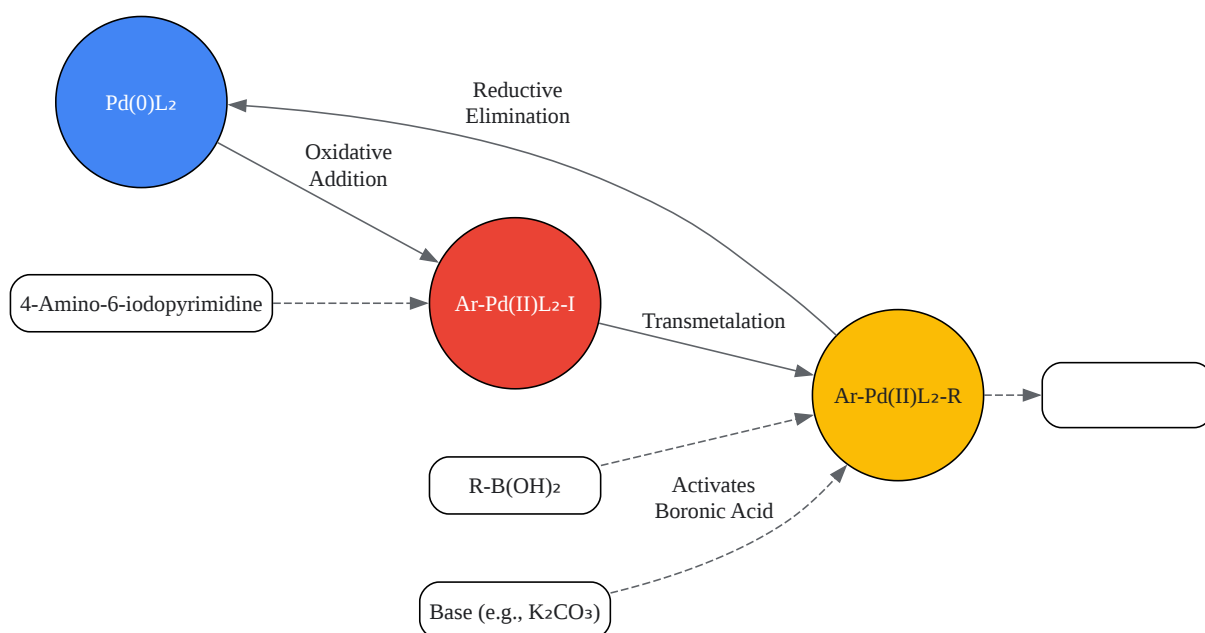 Pd(0)L₂
Reductive
Elimination
Oxidative
Addition
4-Amino-6-iodopyrimidine
Ar-Pd(II)L₂-I
Transmetalation
Ar-Pd(II)L₂-R
R-B(OH)₂
Activates
Boronic Acid
Base (e.g., K₂CO₃)